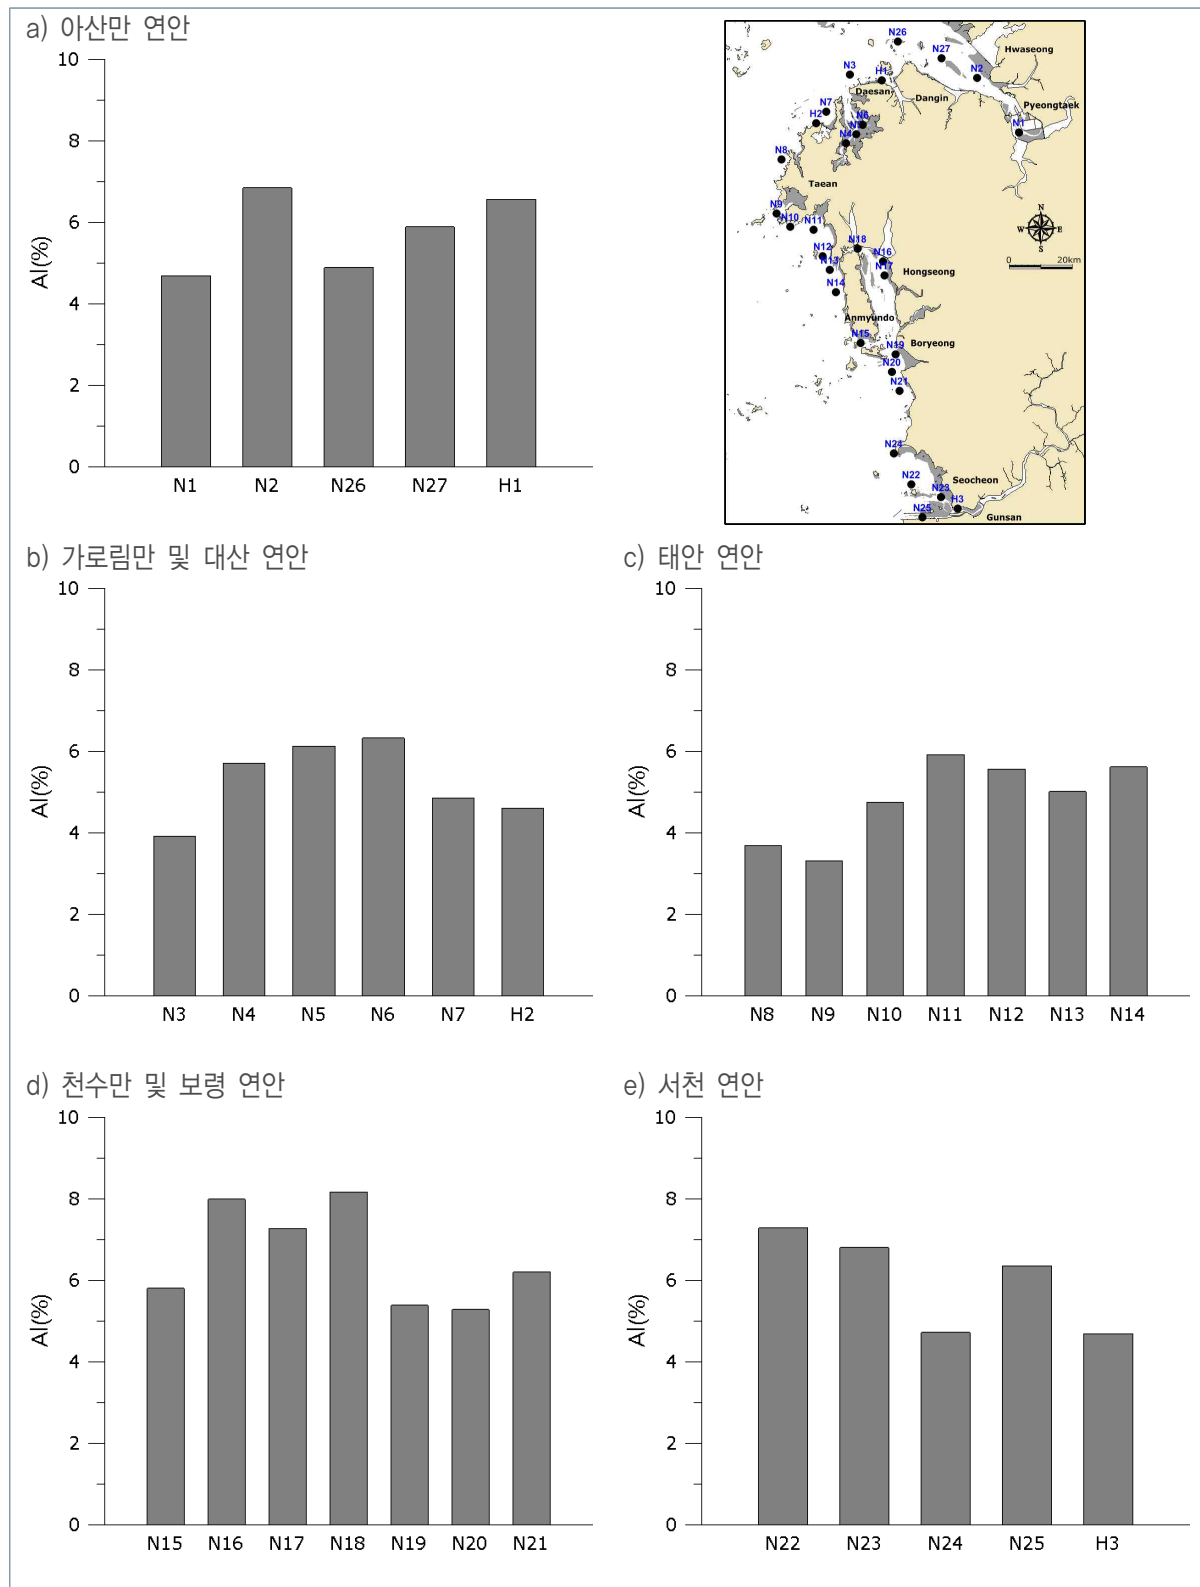 a) 아산만 연안
10
8
6
4
2
0
Al(%)
N1 N2 N26 N27 H1
N26
N27
Hwaseong
N3
H1
N2
Daesan
Dangin
Pyeongtaek
N7
H2
N6
N5
N4
N1
N8
Taean
N9
N10
N11
N
W E
S
N18
N12
N16
0 20km
N13
N17
Hongseong
N14
Anmyundo
N15
N19
Boryeong
N20
N21
N24
Seocheon
N22
N23
H3
N25
Gunsan
b) 가로림만 및 대산 연안
10
8
6
4
2
0
Al(%)
N3 N4 N5 N6 N7 H2
c) 태안 연안
10
8
6
4
2
0
Al(%)
N8 N9 N10 N11 N12 N13 N14
d) 천수만 및 보령 연안
10
8
6
4
2
0
Al(%)
N15 N16 N17 N18 N19 N20 N21
e) 서천 연안
10
8
6
4
2
0
Al(%)
N22 N23 N24 N25 H3